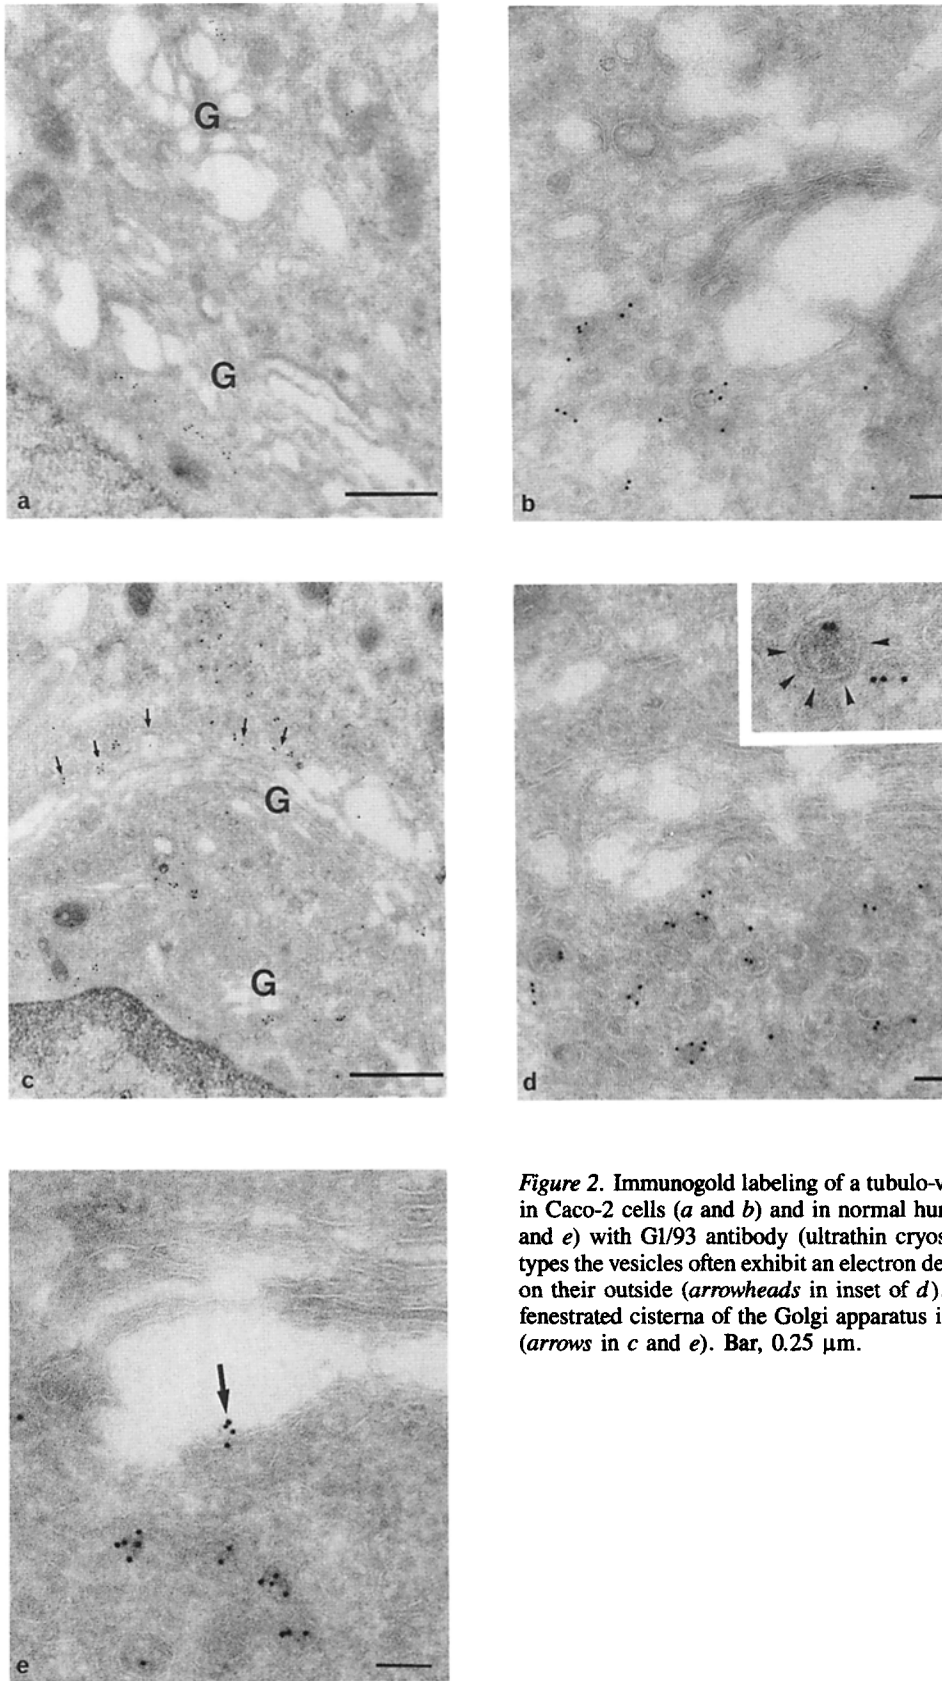 G
G
a
b
G
G
c
d
Figure 2. Immunogold labeling of a tubulo-v
in Caco-2 cells (a and b) and in normal hur
and e) with G1/93 antibody (ultrathin cryos
types the vesicles often exhibit an electron de
on their outside (arrowheads in inset of d).
fenestrated cisterna of the Golgi apparatus i
(arrows in c and e). Bar, 0.25 μm.
e